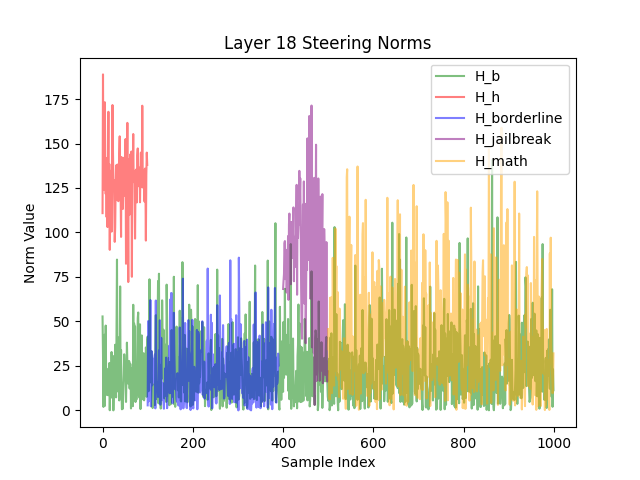 Layer 18 Steering Norms
H_b
H_h
H_borderline
H_jailbreak
H_math
Norm Value
175
150
125
100
75
50
25
0
0 200 400 600 800 1000
Sample Index